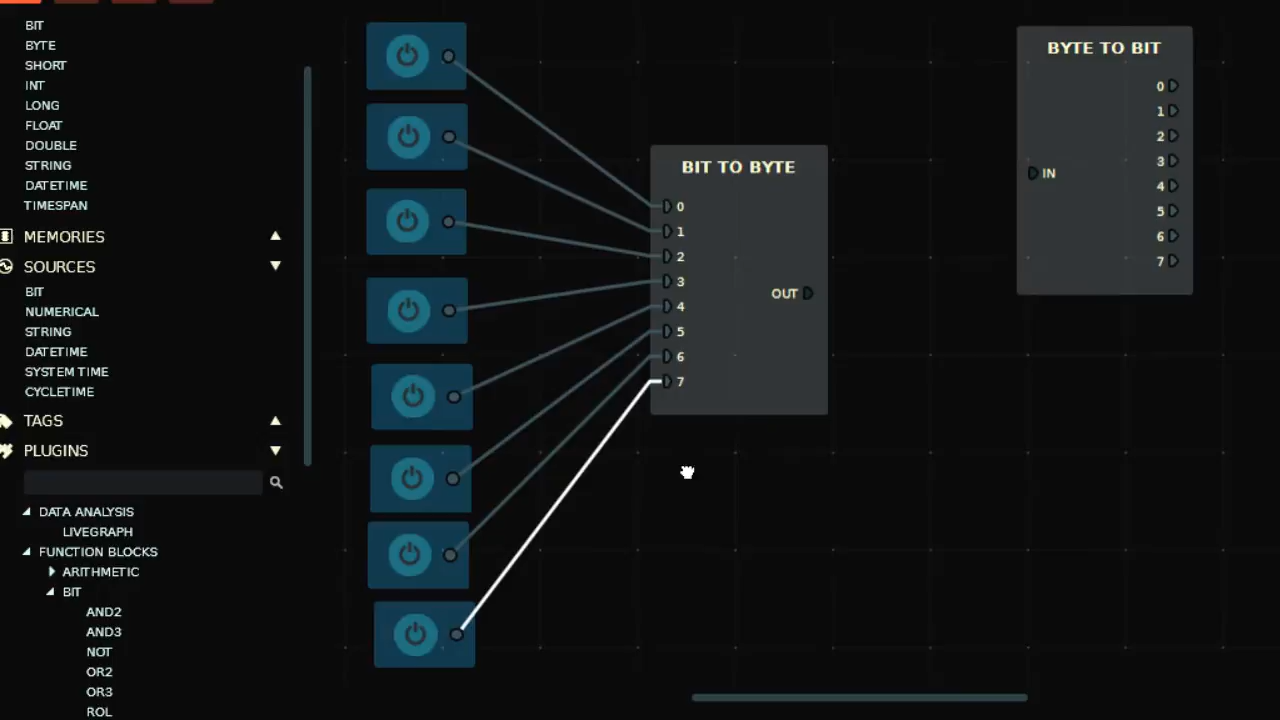 BIT
BYTE
SHORT
INT
LONG
FLOAT
DOUBLE
STRING
DATETIME
TIMESPAN
MEMORIES
SOURCES
BIT
NUMERICAL
STRING
DATETIME
SYSTEM TIME
CYCLETIME
TAGS
PLUGINS
DATA ANALYSIS
LIVEGRAPH
FUNCTION BLOCKS
ARITHMETIC
BIT
AND2
AND3
NOT
OR2
OR3
ROL
BIT TO BYTE
0
1
2
3
4
5
6
7
OUT
BYTE TO BIT
0
1
2
3
4
5
6
7
IN